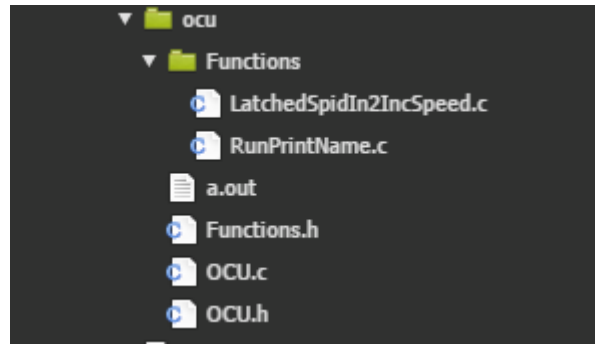 ocu
Functions
LatchedSpidIn2IncSpeed.c
RunPrintName.c
a.out
Functions.h
OCU.c
OCU.h